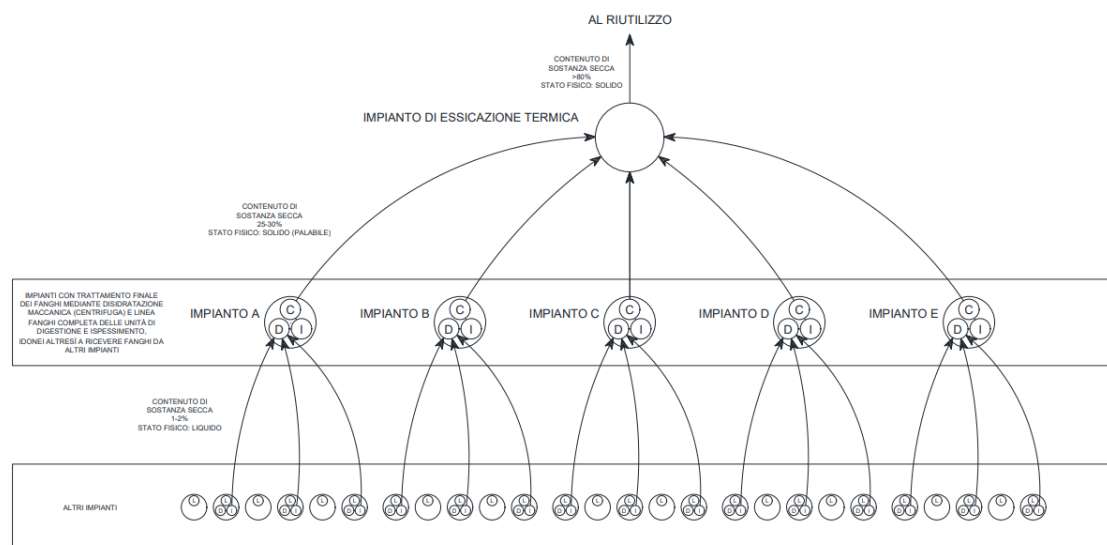 AL RIUTILIZZO
CONTENUTO DI
SOSTANZA SECCA
>80%
STATO FISICO: SOLIDO
IMPIANTO DI ESSICAZIONE TERMICA
CONTENUTO DI
SOSTANZA SECCA
25-30%
STATO FISICO: SOLIDO (PALABILE)
IMPIANTI CON TRATTAMENTO FINALE
DEI FANGHI MEDIANTE DISIDRATAZIONE
MACCANICA (CENTRIFUGA) E LINEA
FANGHI COMPLETA DELLE UNITÀ DI
DIGESTIONE E ISPESSIMENTO,
IDONEI ALTRESÌ A RICEVERE FANGHI DA
ALTRI IMPIANTI
IMPIANTO A
C
D I
IMPIANTO B
C
D I
IMPIANTO C
C
D I
IMPIANTO D
C
D I
IMPIANTO E
C
D I
CONTENUTO DI
SOSTANZA SECCA
1-2%
STATO FISICO: LIQUIDO
ALTRI IMPIANTI
L L L L L L L L L L L L L L L L L L L L L L L L L L
D I D I D I D I D I D I D I D I D I D I D I D I D I D I D I